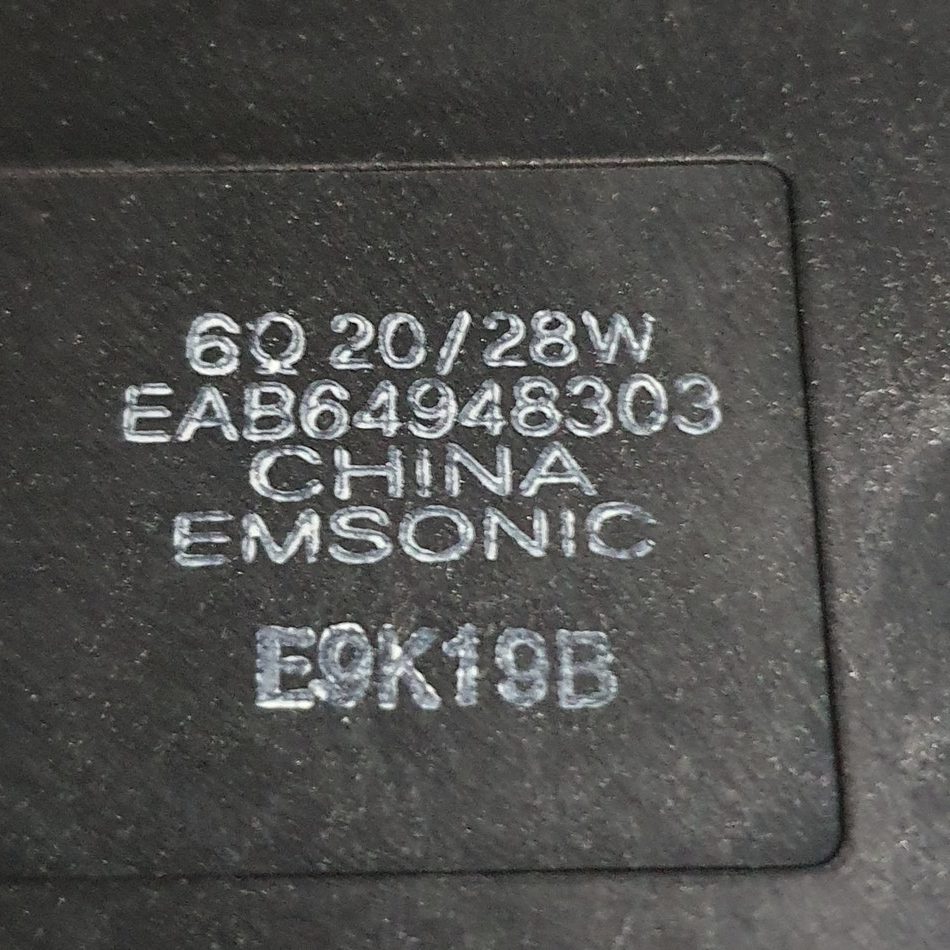 6Ω 20/28W
EAB64948303
CHINA
EMSONIC
E9K19B